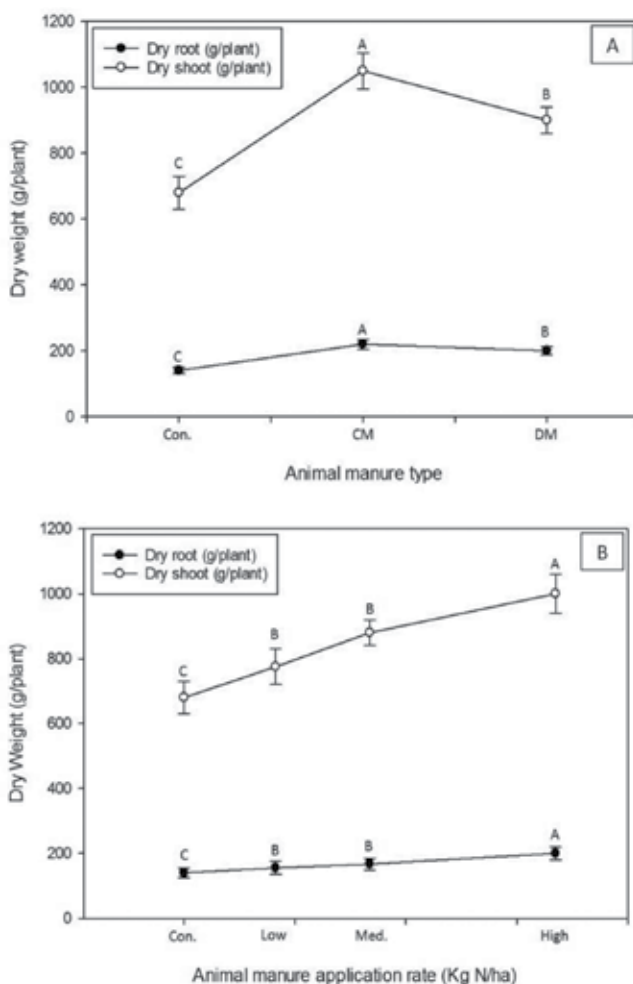 1200
1000
800
600
400
200
0
Dry weight (g/plant)
Dry root (g/plant)
Dry shoot (g/plant)
A
C
A
B
C
A
B
Con.
CM
DM
Animal manure type
1200
1000
800
600
400
200
0
Dry Weight (g/plant)
Dry root (g/plant)
Dry shoot (g/plant)
B
C
B
B
A
C
B
B
A
Con.
Low
Med.
High
Animal manure application rate (Kg N/ha)